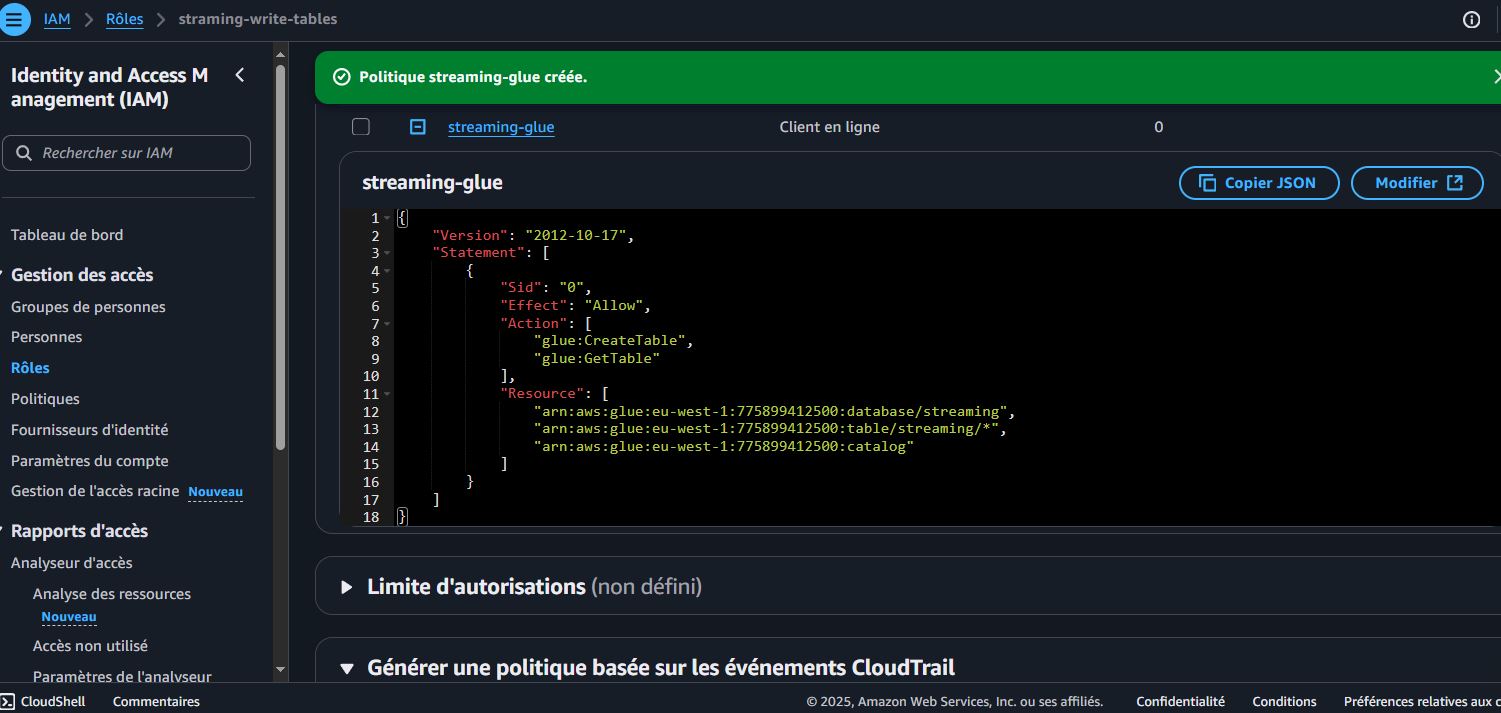 IAM > Rôles > straming-write-tables
Identity and Access M
anagement (IAM)
Rechercher sur IAM
Tableau de bord
Gestion des accès
Groupes de personnes
Personnes
Rôles
Politiques
Fournisseurs d'identité
Paramètres du compte
Gestion de l'accès racine Nouveau
Rapports d'accès
Analyseur d'accès
Analyse des ressources
Nouveau
Accès non utilisé
Paramètres de l'analyseur
Politique streaming-glue créée.
streaming-glue Client en ligne 0
streaming-glue Copier JSON Modifier
1 {
2 "Version": "2012-10-17",
3 "Statement": [
4 {
5 "Sid": "0",
6 "Effect": "Allow",
7 "Action": [
8 "glue:CreateTable",
9 "glue:GetTable"
10 ],
11 "Resource": [
12 "arn:aws:glue:eu-west-1:775899412500:database/streaming",
13 "arn:aws:glue:eu-west-1:775899412500:table/streaming/*",
14 "arn:aws:glue:eu-west-1:775899412500:catalog"
15 ]
16 }
17 ]
18 }
Limite d'autorisations (non défini)
Générer une politique basée sur les événements CloudTrail
CloudShell Commentaires © 2025, Amazon Web Services, Inc. ou ses affiliés. Confidentialité Conditions Préférences relatives aux